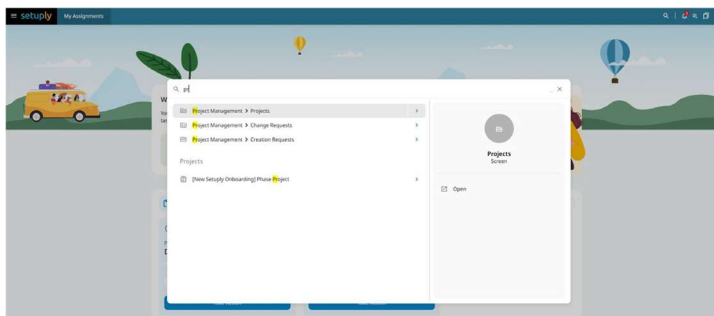 setuply My Assignments
pr
Project Management > Projects
Project Management > Change Requests
Project Management > Creation Requests
Projects
[New Setuply Onboarding] Phase Project
Projects
Screen
Open